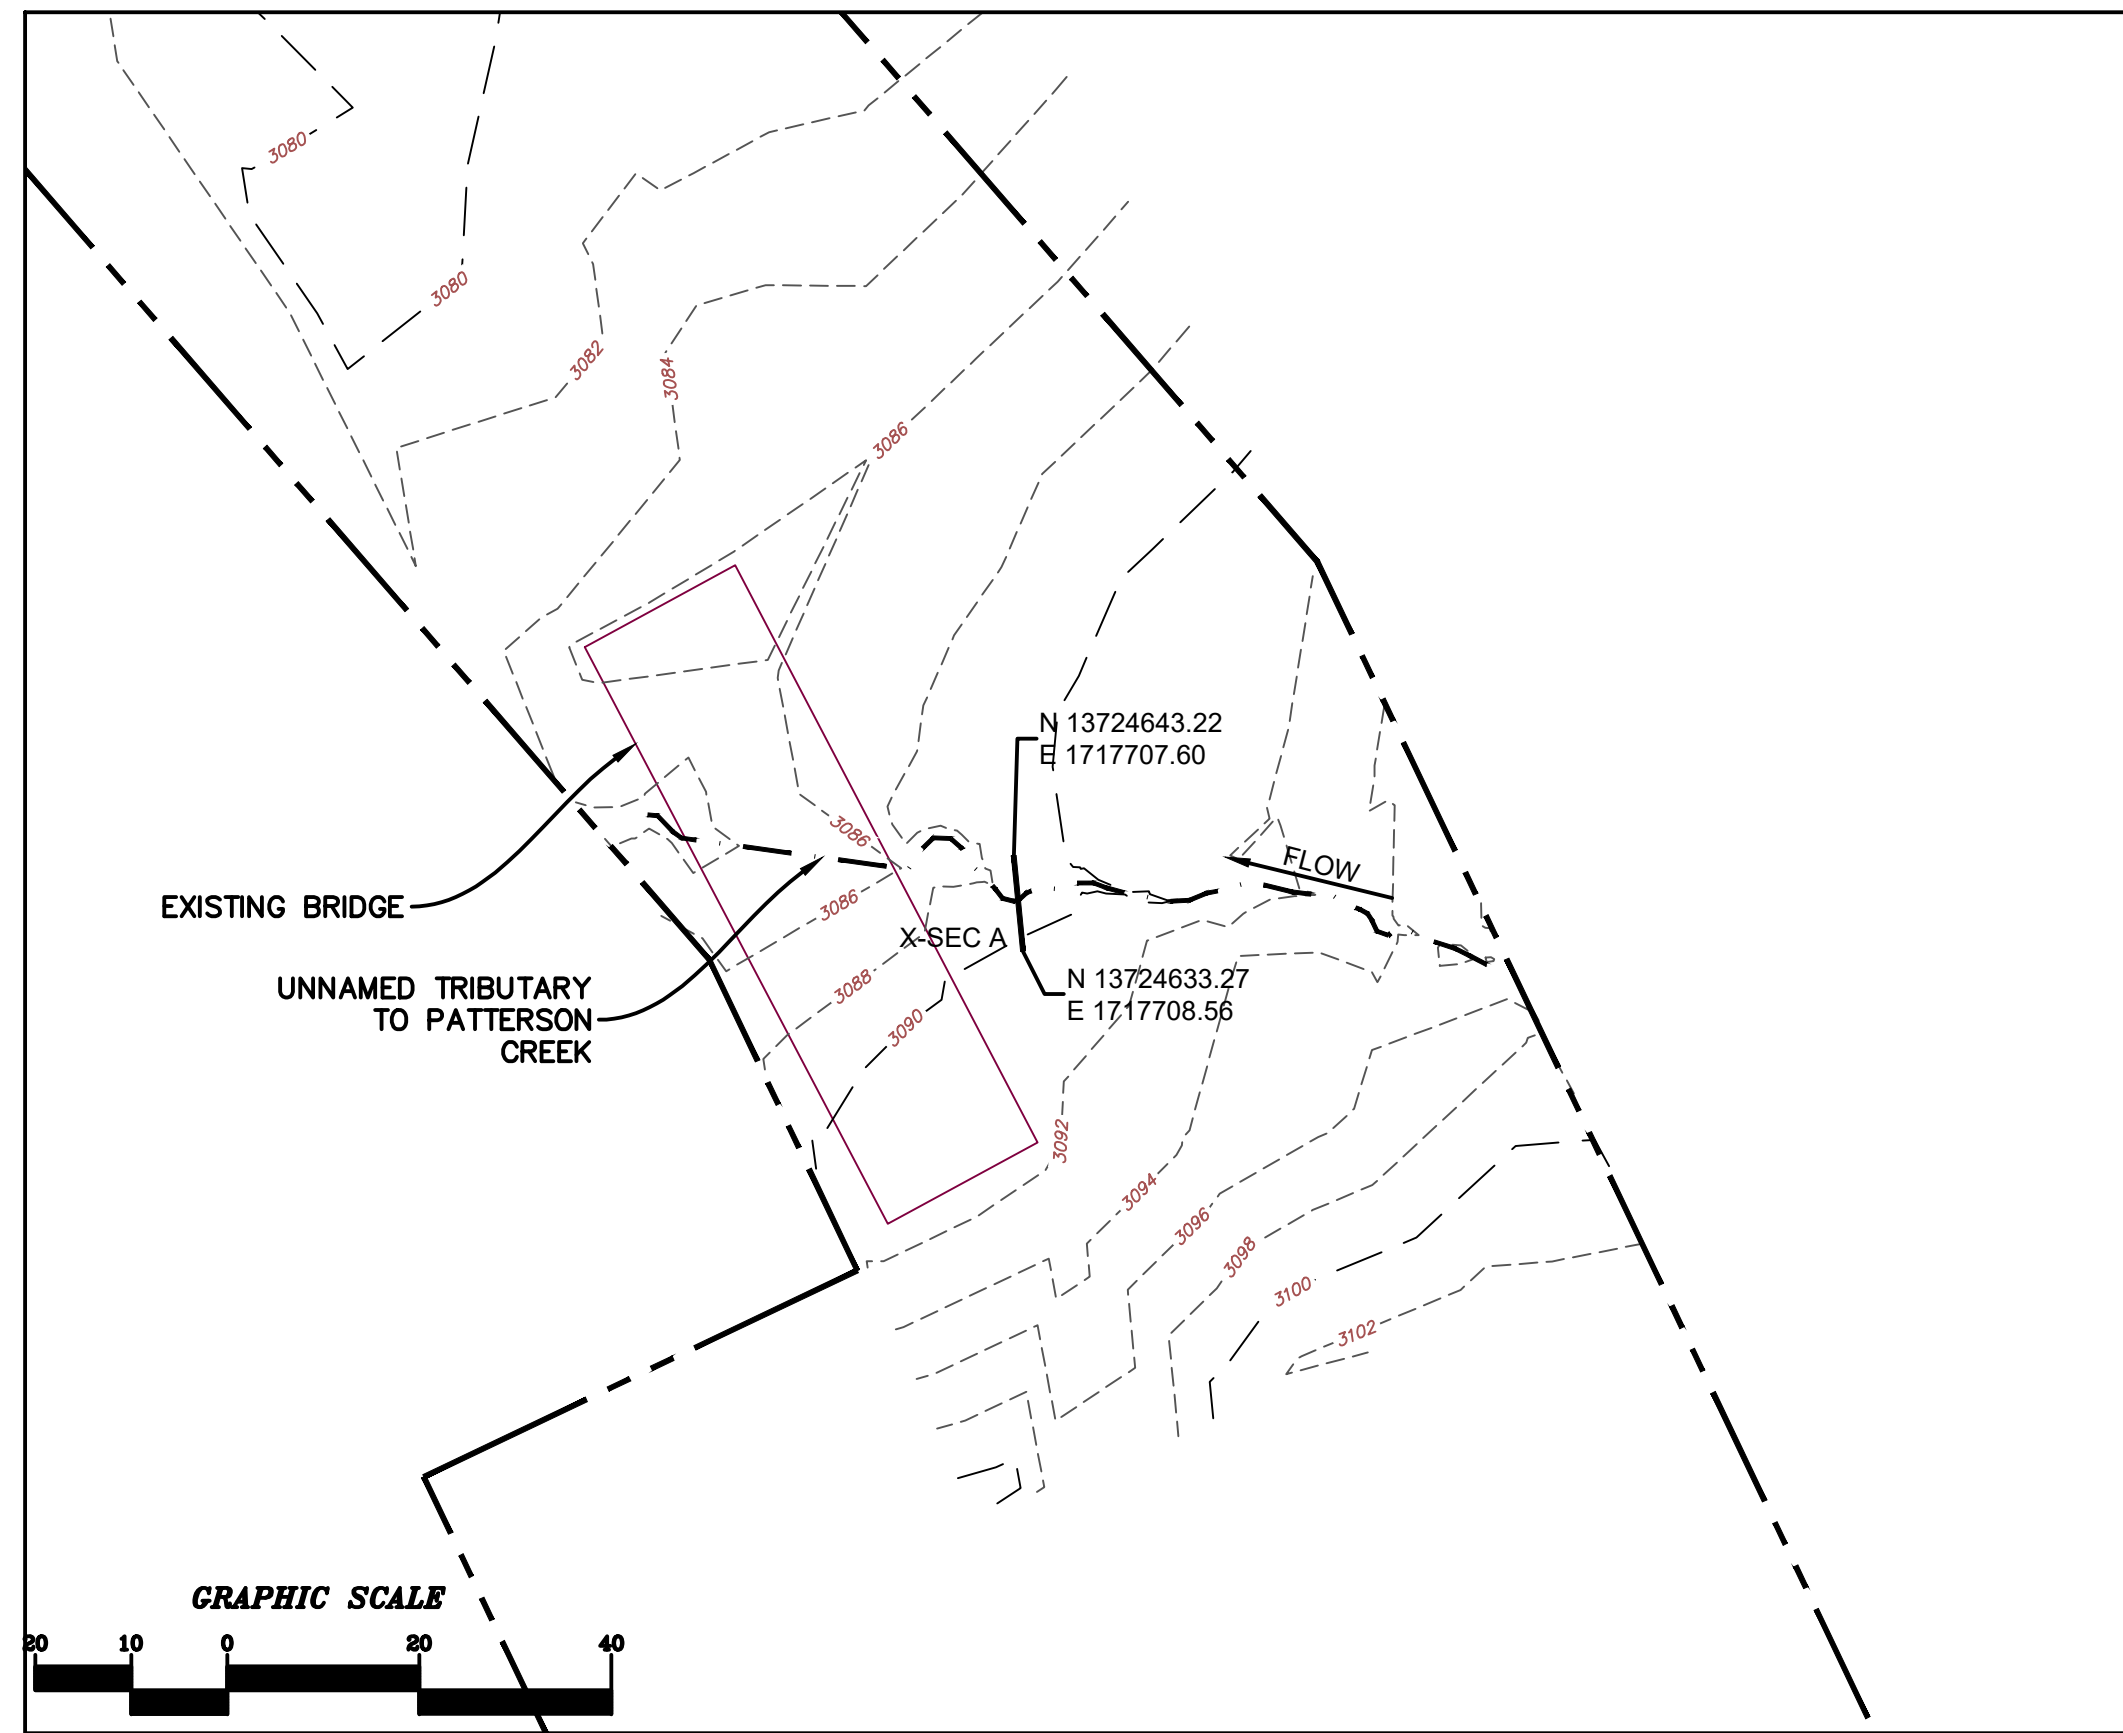 3080
3080
3082
3084
3086
N 13724643.22
E 1717707.60
3086
FLOW
EXISTING BRIDGE
3086
X-SEC A
UNNAMED TRIBUTARY
TO PATTERSON
CREEK
3088
N 13724633.27
E 1717708.56
3090
3092
3094
3096
3098
3100
3102
GRAPHIC SCALE
20 10 0 20 40